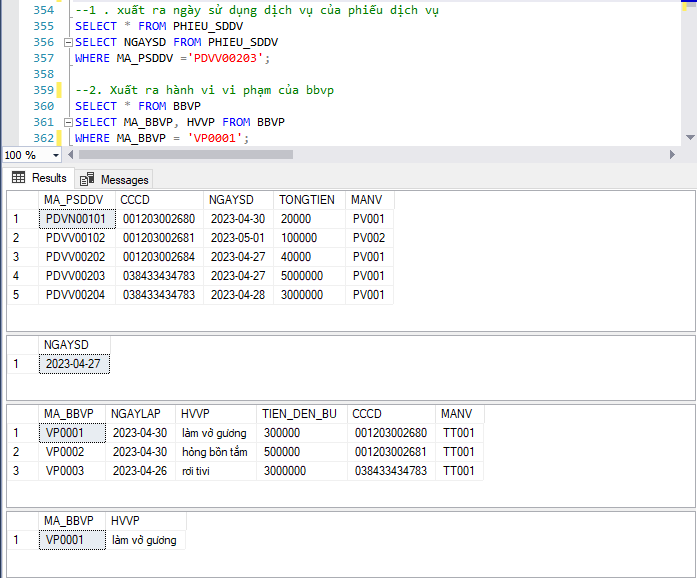 354 --1 . xuất ra ngày sử dụng dịch vụ của phiếu dịch vụ
355 SELECT * FROM PHIEU_SDDV
356 SELECT NGAYSD FROM PHIEU_SDDV
357 WHERE MA_PSDDV ='PDVV00203';
358
359 --2. Xuất ra hành vi vi phạm của bbvp
360 SELECT * FROM BBVP
361 SELECT MA_BBVP, HVVP FROM BBVP
362 WHERE MA_BBVP = 'VP0001';
100 %
Results Messages
MA_PSDDV CCCD NGAYSD TONGTIEN MANV
1 PDVN00101 001203002680 2023-04-30 20000 PV001
2 PDVV00102 001203002681 2023-05-01 100000 PV002
3 PDVV00202 001203002684 2023-04-27 40000 PV001
4 PDVV00203 038433434783 2023-04-27 5000000 PV001
5 PDVV00204 038433434783 2023-04-28 3000000 PV001
NGAYSD
1 2023-04-27
MA_BBVP NGAYLAP HVVP TIEN_DEN_BU CCCD MANV
1 VP0001 2023-04-30 làm vở gương 300000 001203002680 TT001
2 VP0002 2023-04-30 hỏng bồn tắm 500000 001203002681 TT001
3 VP0003 2023-04-26 rơi tivi 3000000 038433434783 TT001
MA_BBVP HVVP
1 VP0001 làm vở gương